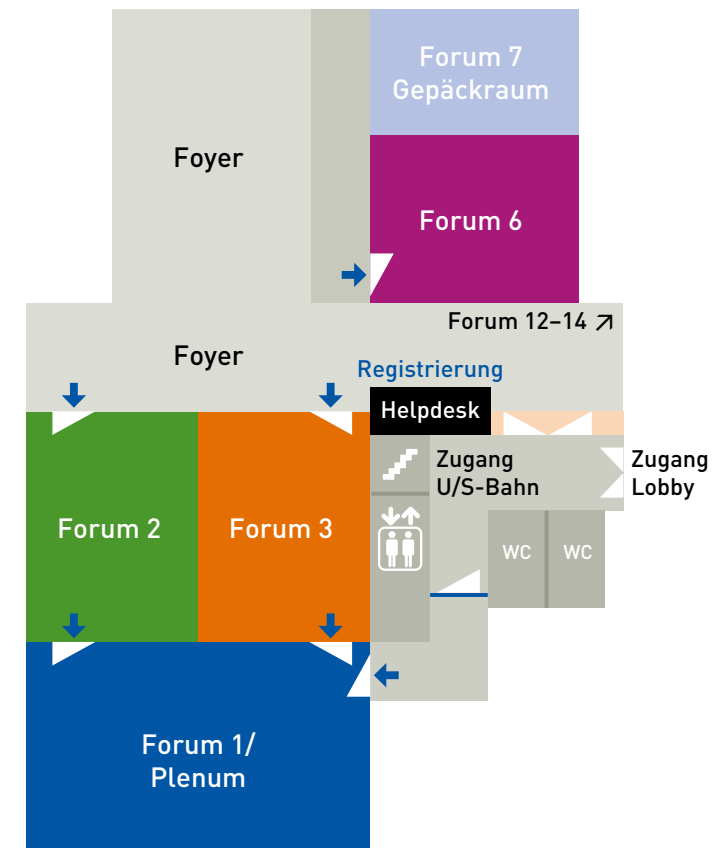 Forum 7
Gepäckraum
Foyer
Forum 6
Forum 12–14 ↗
Foyer
Registrierung
Helpdesk
Zugang
U/S-Bahn
Zugang
Lobby
Forum 2
Forum 3
WC
WC
Forum 1/
Plenum